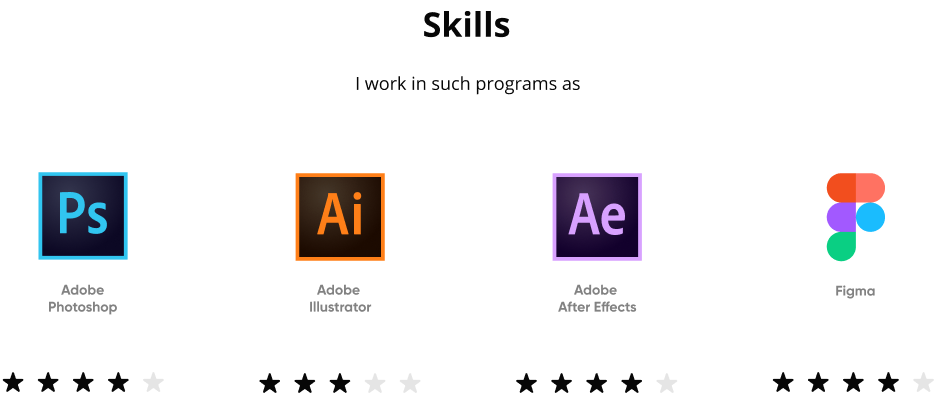 Skills
I work in such programs as
Ps
Ai
Ae
Adobe
Photoshop
Adobe
Illustrator
Adobe
After Effects
Figma